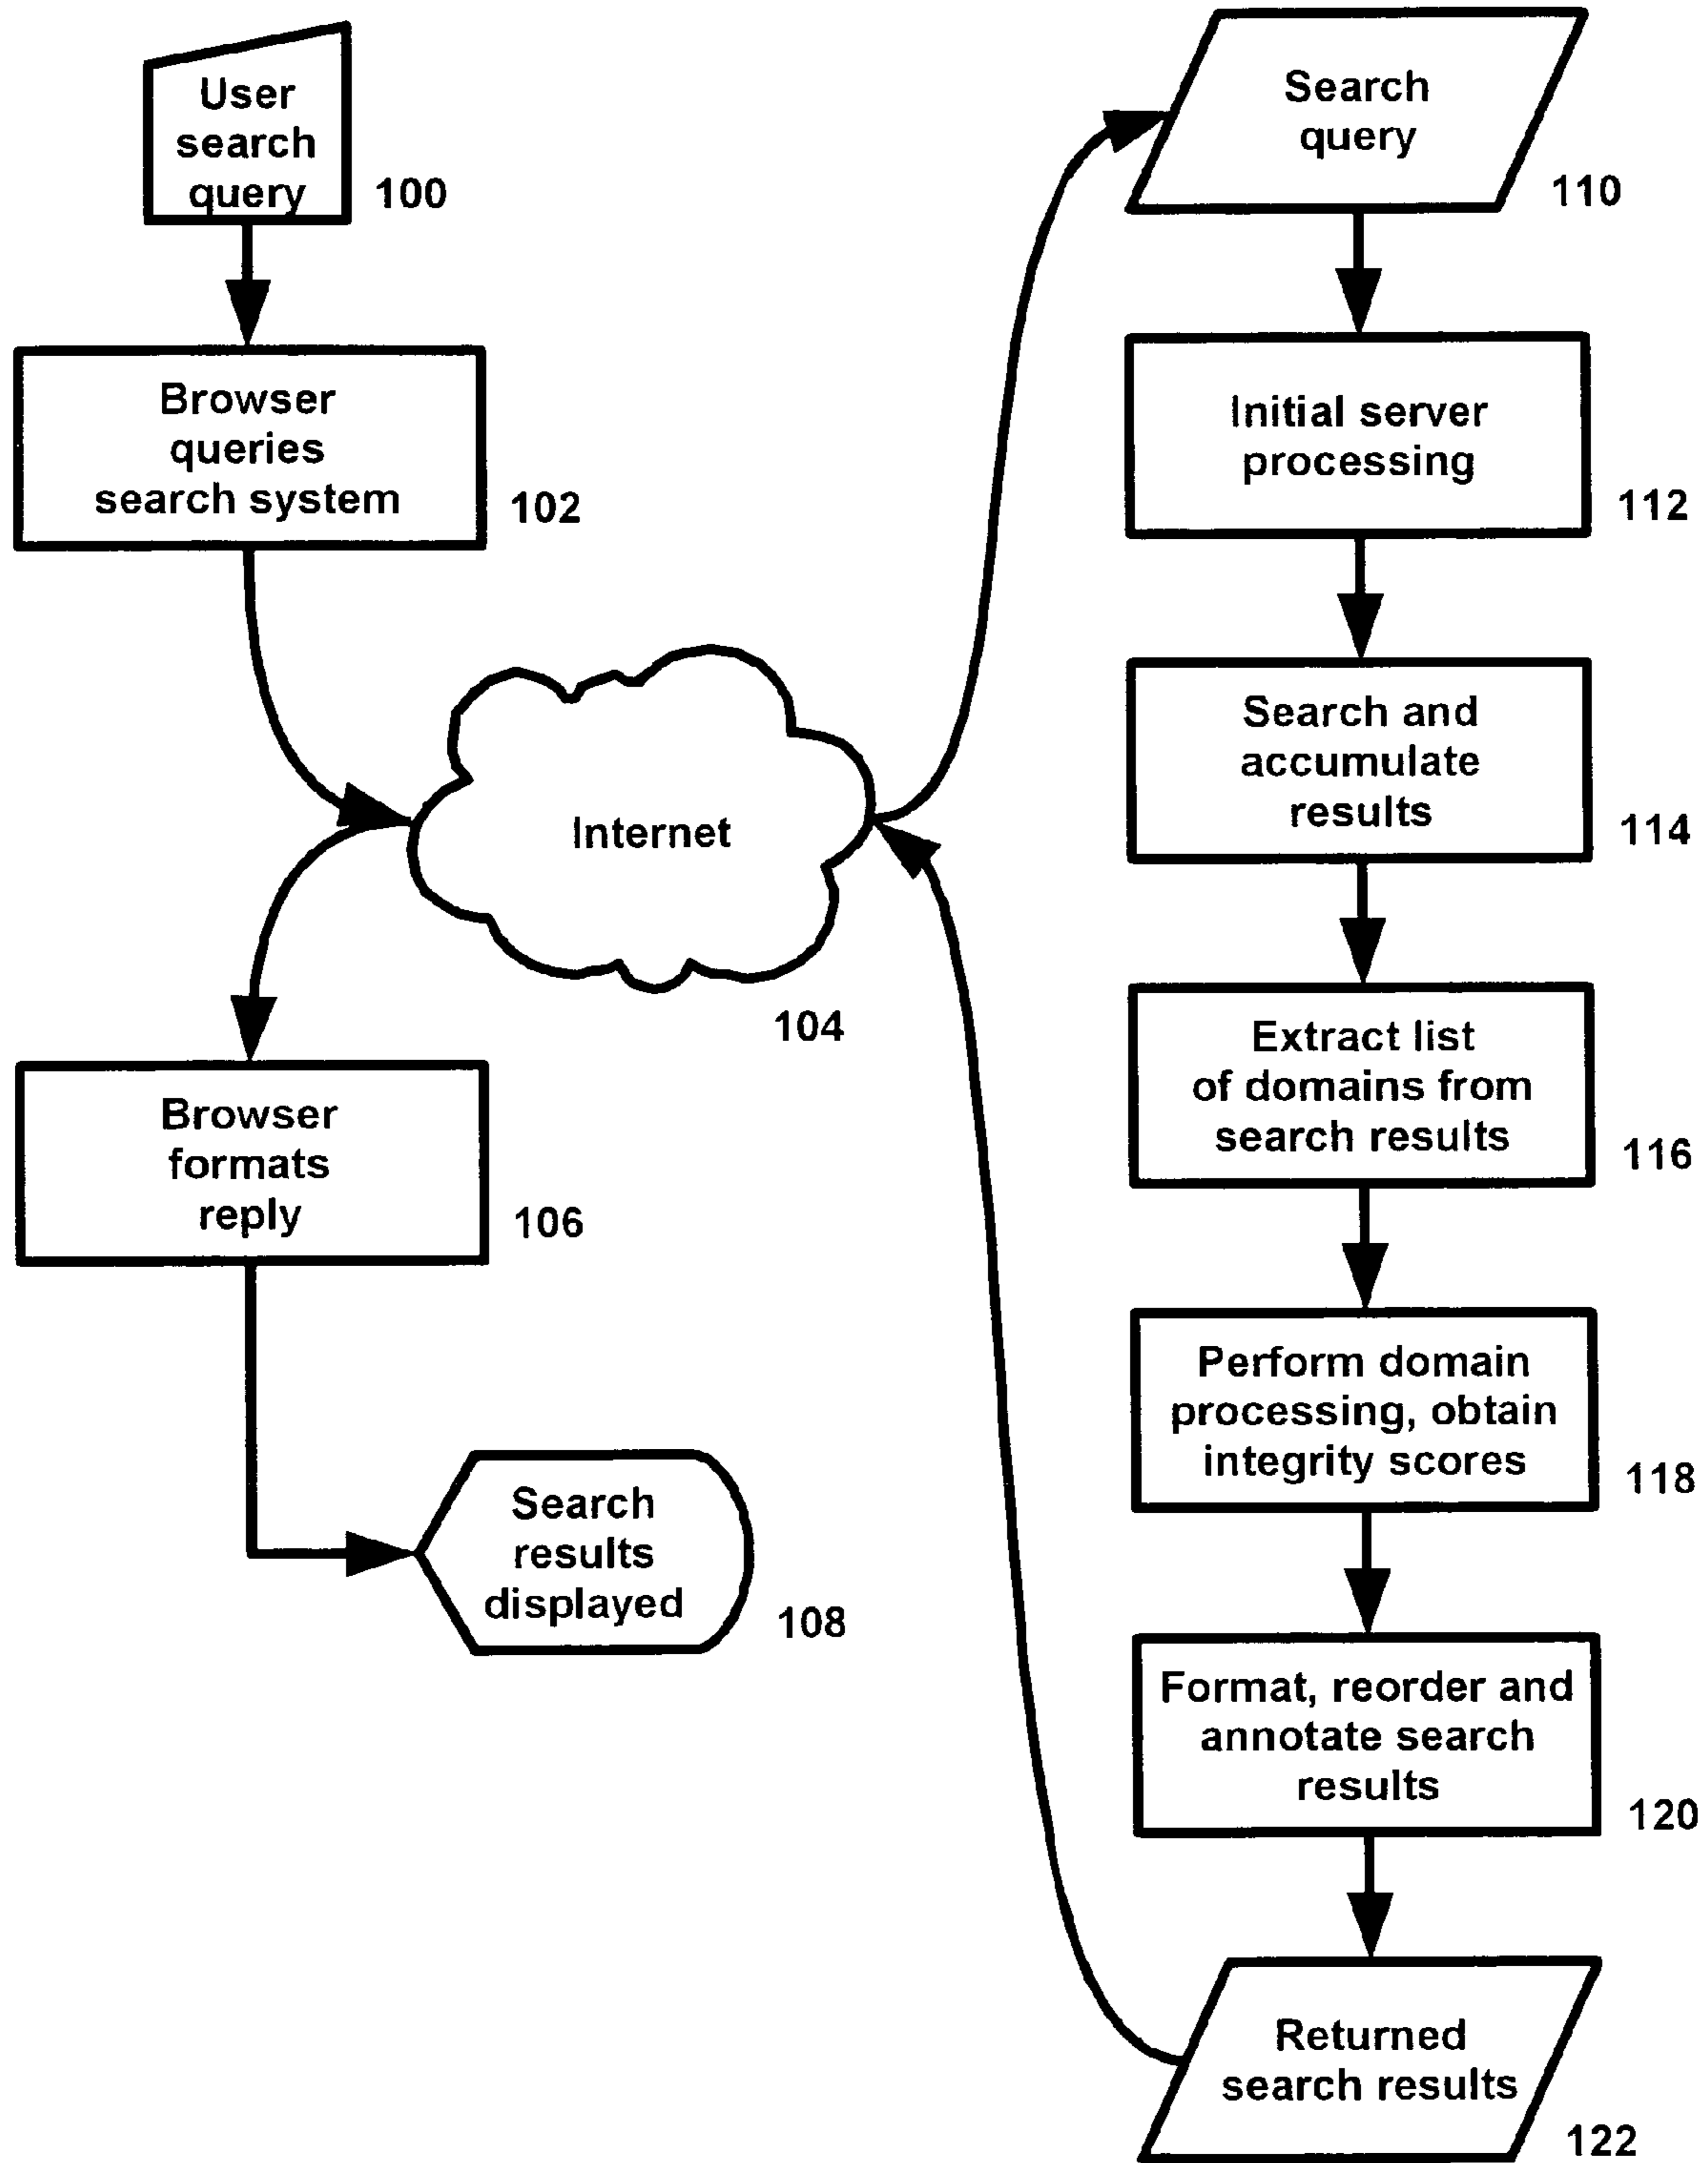 User
search
query
100
Browser
queries
search system
102
Internet
104
Browser
formats
reply
106
Search
results
displayed
108
Search
query
110
Initial server
processing
112
Search and
accumulate
results
114
Extract list
of domains from
search results
116
Perform domain
processing, obtain
integrity scores
118
Format, reorder and
annotate search
results
120
Returned
search results
122